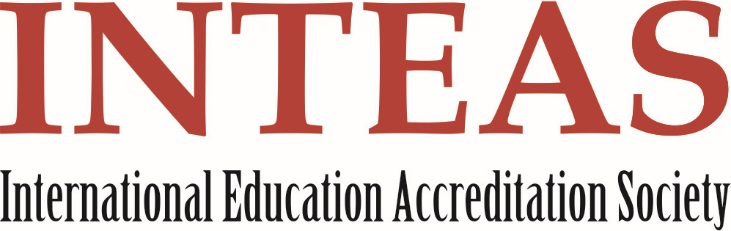 INTEAS
International Education Accreditation Society